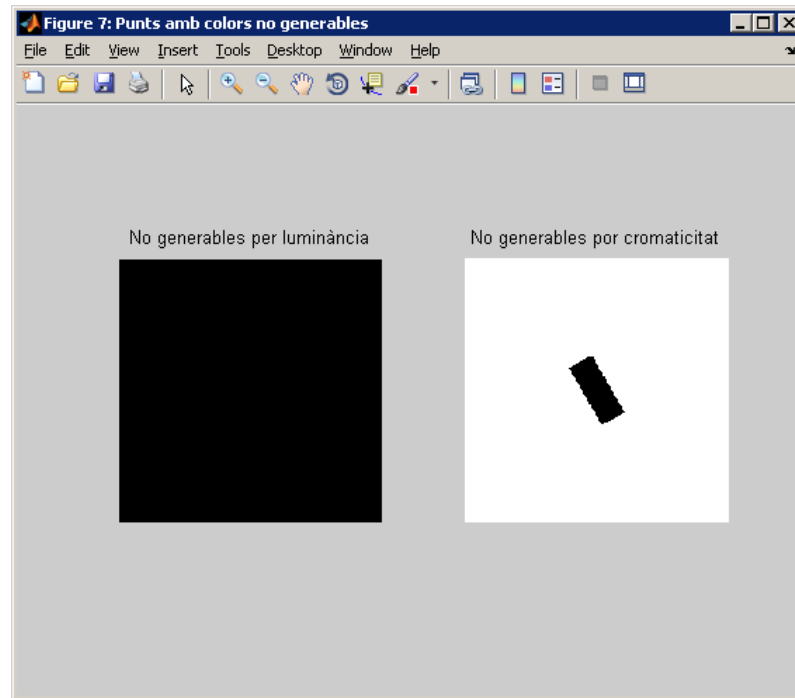 Figure 7: Punts amb colors no generables
File Edit View Insert Tools Desktop Window Help
No generables per luminància
No generables por cromaticitat